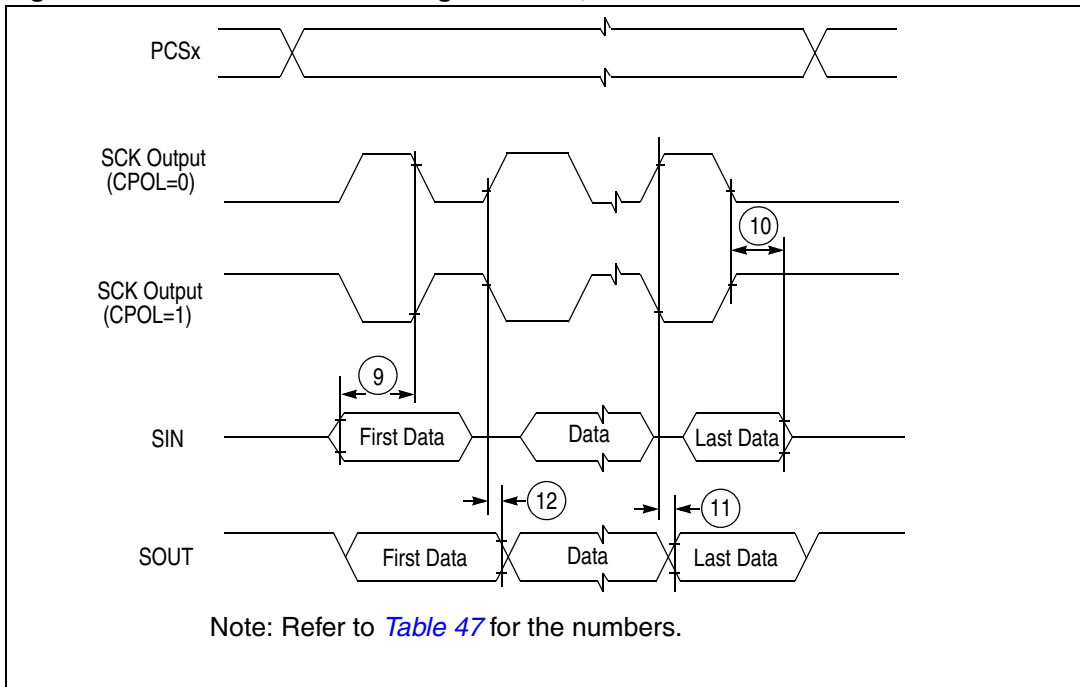 PCSx
SCK Output
(CPOL=0)
10
SCK Output
(CPOL=1)
9
SIN
First Data
Data
Last Data
12
11
SOUT
First Data
Data
Last Data
Note: Refer to Table 47 for the numbers.